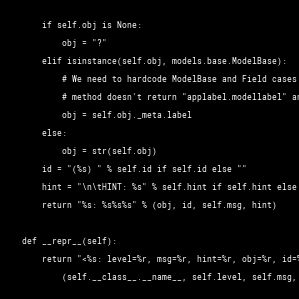 if self.obj is None:
obj = "?"
elif isinstance(self.obj, models.base.ModelBase):
# We need to hardcode ModelBase and Field cases
# method doesn't return "applabel.modellabel" an
obj = self.obj._meta.label
else:
obj = str(self.obj)
id = "(%s) " % self.id if self.id else ""
hint = "\n\tHINT: %s" % self.hint if self.hint else
return "%s: %s%s%s" % (obj, id, self.msg, hint)
def __repr__(self):
return "<%s: level=%r, msg=%r, hint=%r, obj=%r, id=%
(self.__class__.__name__, self.level, self.msg,